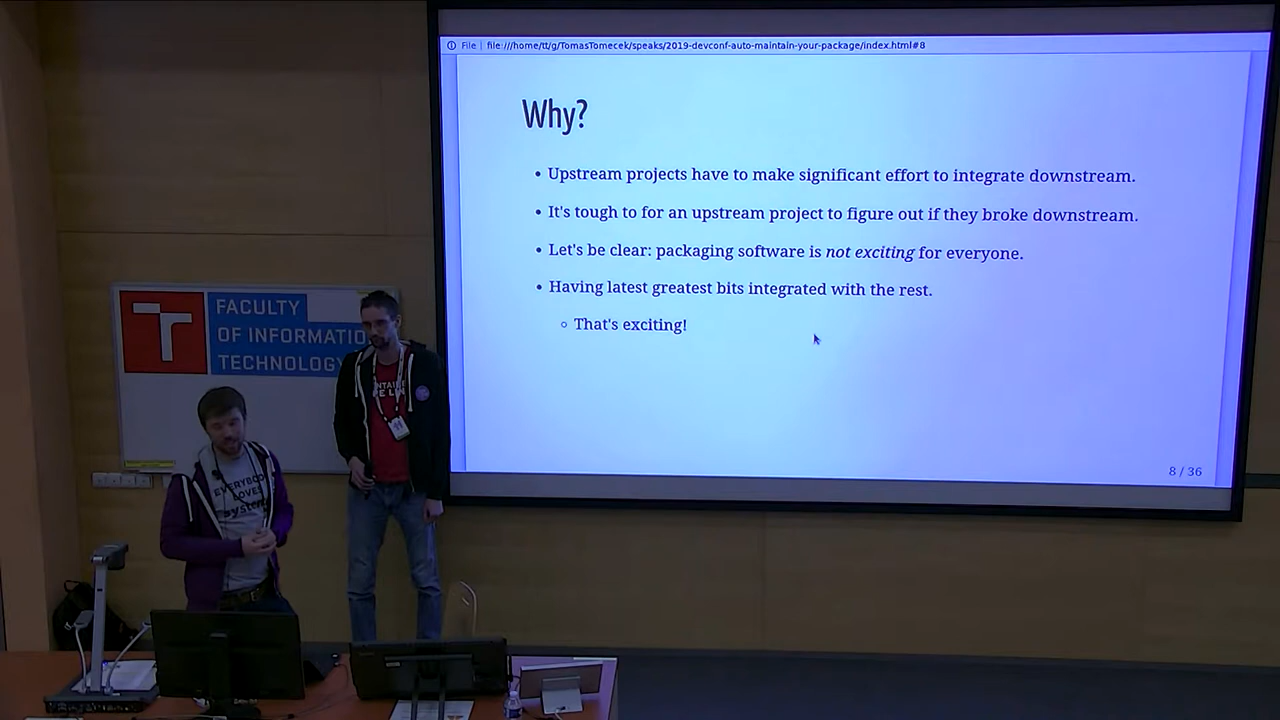 File | file:///home/tt/g/TomasTomecek/speaks/2019-devconf-auto-maintain-your-package/index.html#8
Why?
• Upstream projects have to make significant effort to integrate downstream.
• It's tough to for an upstream project to figure out if they broke downstream.
• Let's be clear: packaging software is not exciting for everyone.
• Having latest greatest bits integrated with the rest.
○ That's exciting!
8 / 36
FACULTY
OF INFORMATIO
TECHNOLOGY
EVERYBO
LOVES
system